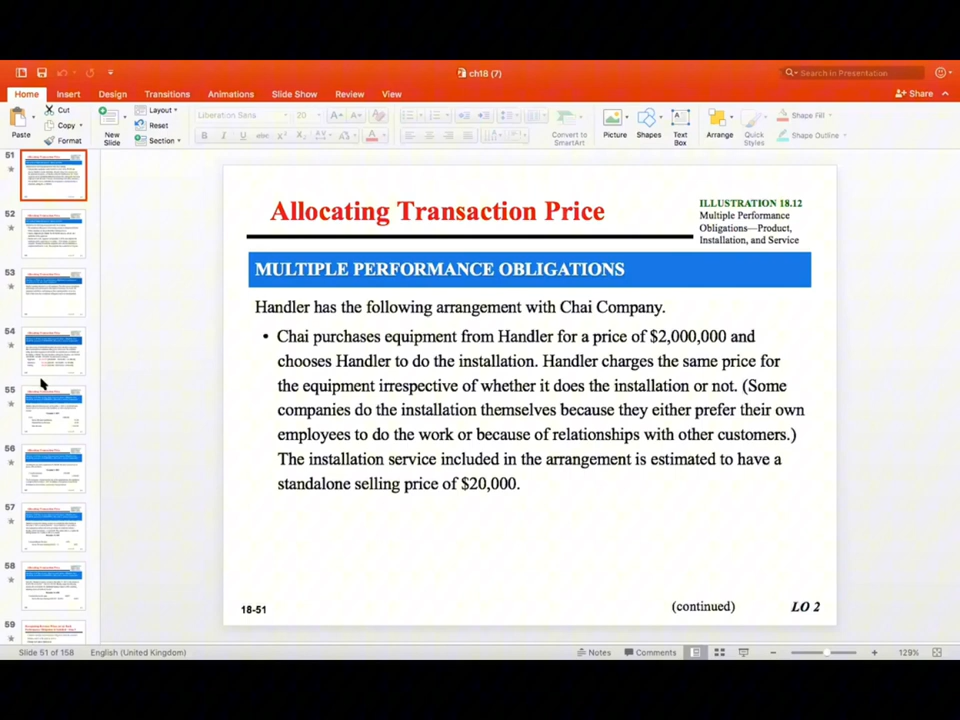 ch18 (7)
Search in Presentation
Home Insert Design Transitions Animations Slide Show Review View
Share
Paste
Cut
Copy
Format
New Slide
Layout
Reset
Section
Liberation Sans
20
Convert to SmartArt
Picture
Shapes
Text Box
Arrange
Quick Styles
Shape Fill
Shape Outline
51
52
53
54
55
56
57
58
59
Allocating Transaction Price
ILLUSTRATION 18.12
Multiple Performance
Obligations—Product,
Installation, and Service
MULTIPLE PERFORMANCE OBLIGATIONS
Handler has the following arrangement with Chai Company.
• Chai purchases equipment from Handler for a price of $2,000,000 and
chooses Handler to do the installation. Handler charges the same price for
the equipment irrespective of whether it does the installation or not. (Some
companies do the installation themselves because they either prefer their own
employees to do the work or because of relationships with other customers.)
The installation service included in the arrangement is estimated to have a
standalone selling price of $20,000.
18-51
(continued)
LO 2
Slide 51 of 158
English (United Kingdom)
Notes
Comments
129%